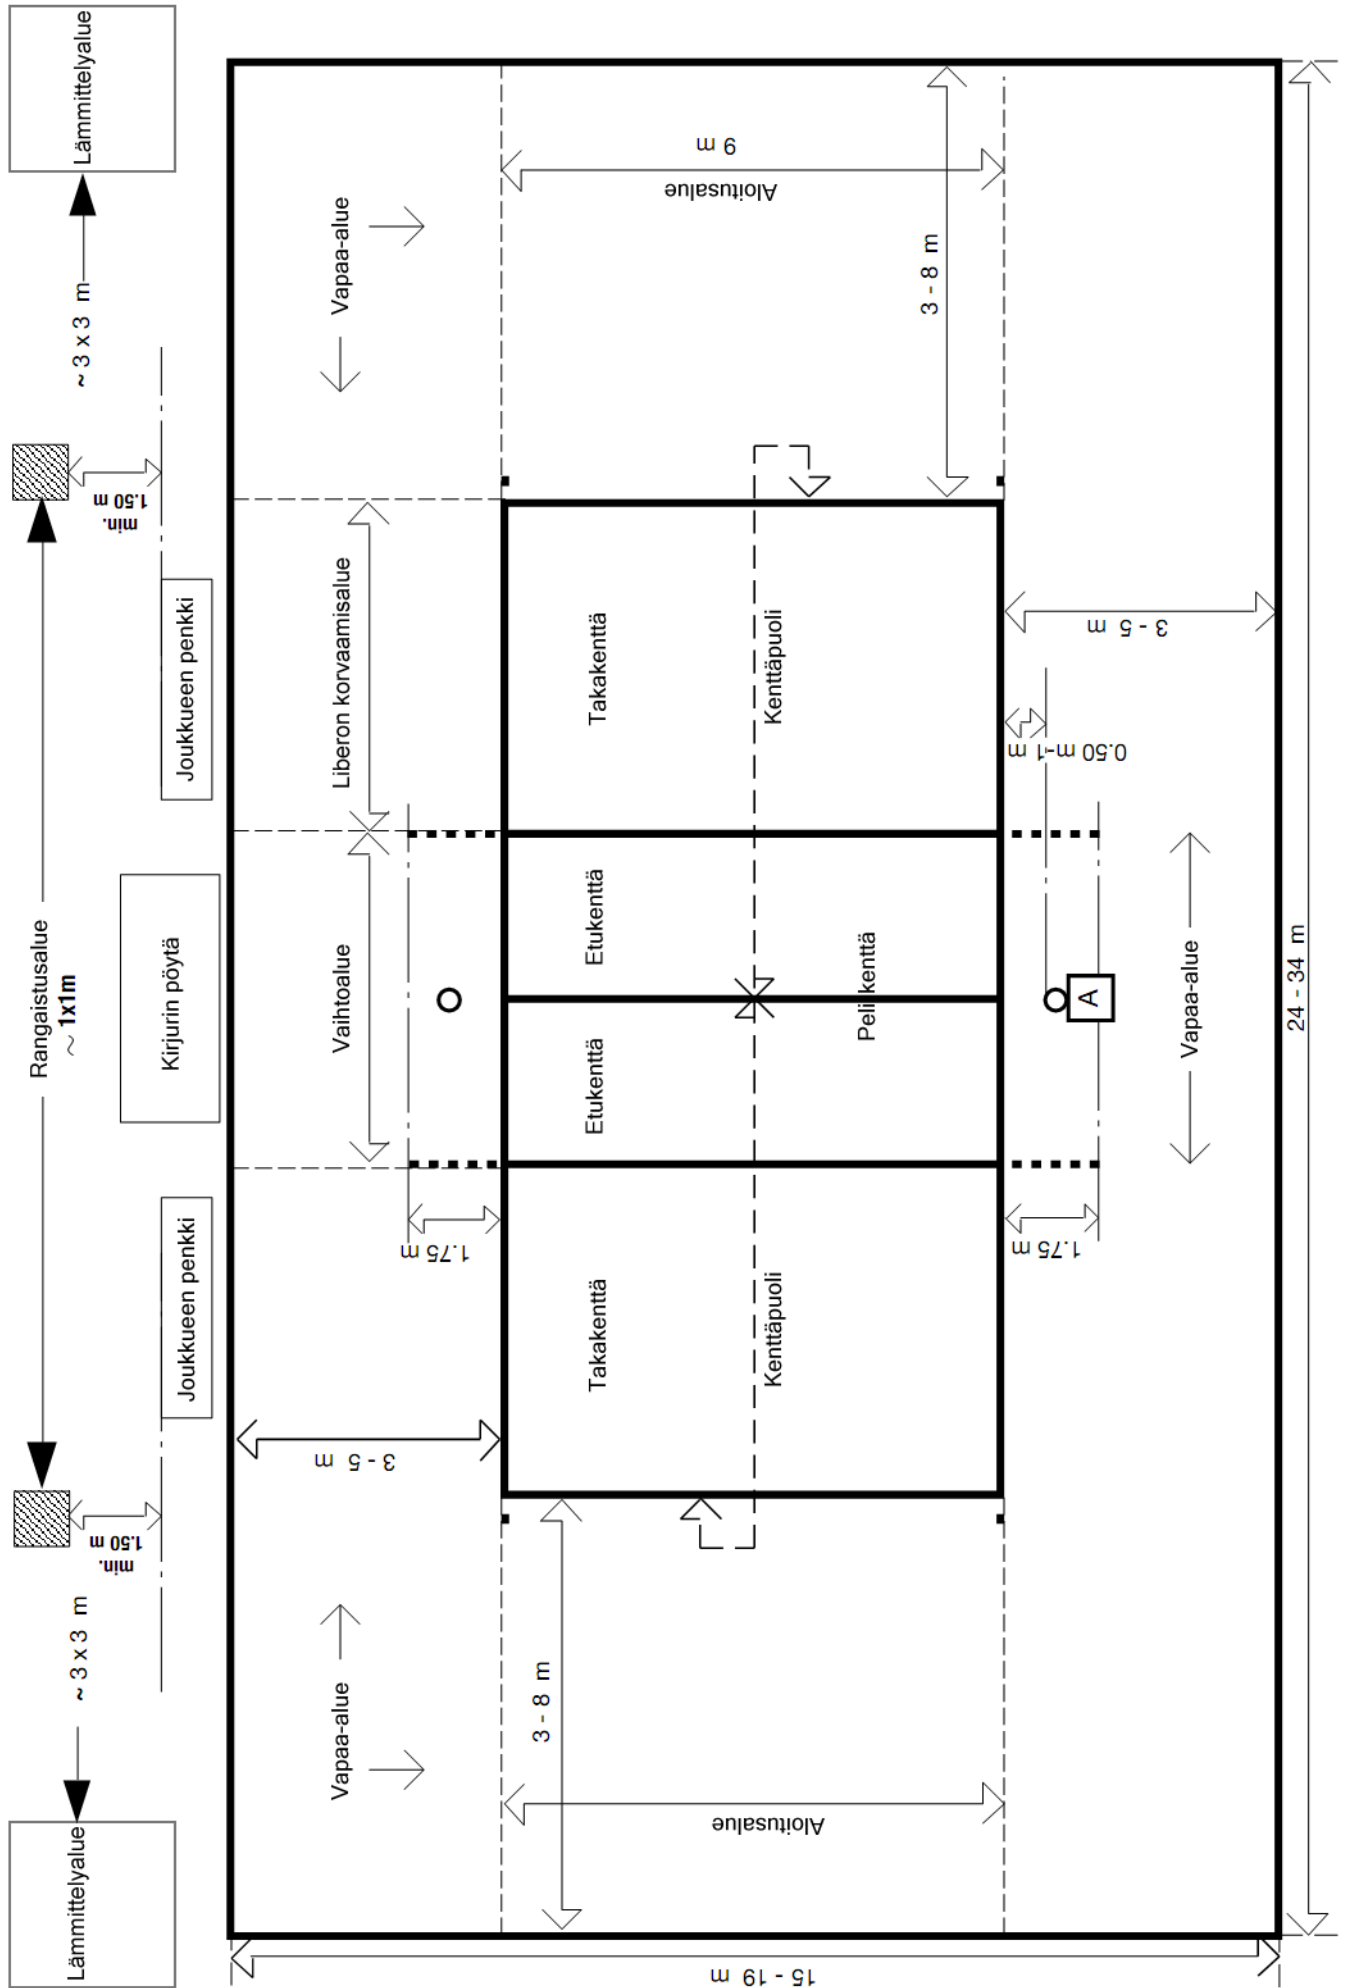 Lämmittelyalue
~ 3 x 3 m
min.
1.50 m
Rangaistusalue
~ 1x1m
min.
1.50 m
~ 3 x 3 m
Lämmittelyalue
Joukkueen penkki
Kirjurin pöytä
Joukkueen penkki
Vapaa-alue
3 - 5 m
Vaihtoalue
Liberon korvaamisalue
Vapaa-alue
1.75 m
3 - 8 m
Aloitusalue
Takakenttä
Etukenttä
Etukenttä
Takakenttä
9 m
Aloitusalue
Kenttäpuoli
Kenttäpuoli
Pelikenttä
3 - 8 m
1.75 m
A
0.50 m-1 m
3 - 5 m
Vapaa-alue
15 - 19 m
24 - 34 m